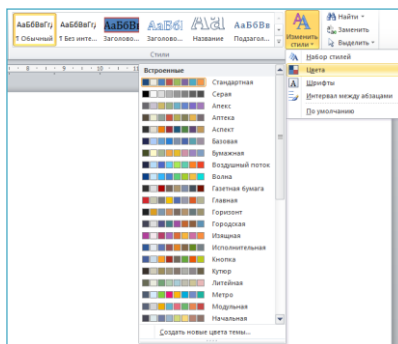 АаБбВвГг АаБбВвГг АаБбВв АаБбІ АаІ АаБбВв
¶ Обычный ¶ Без инте... Заголово... Заголово... Название Подзагол...
Стили
Изменить стили
Найти
Заменить
Выделить
Набор стилей
Цвета
Шрифты
Интервал между абзацами
По умолчанию
Встроенные
Стандартная
Серая
Апекс
Аптека
Аспект
Базовая
Бумажная
Воздушный поток
Волна
Газетная бумага
Главная
Горизонт
Городская
Изящная
Исполнительная
Кнопка
Кутюр
Литейная
Метро
Модульная
Начальная
Создать новые цвета темы...